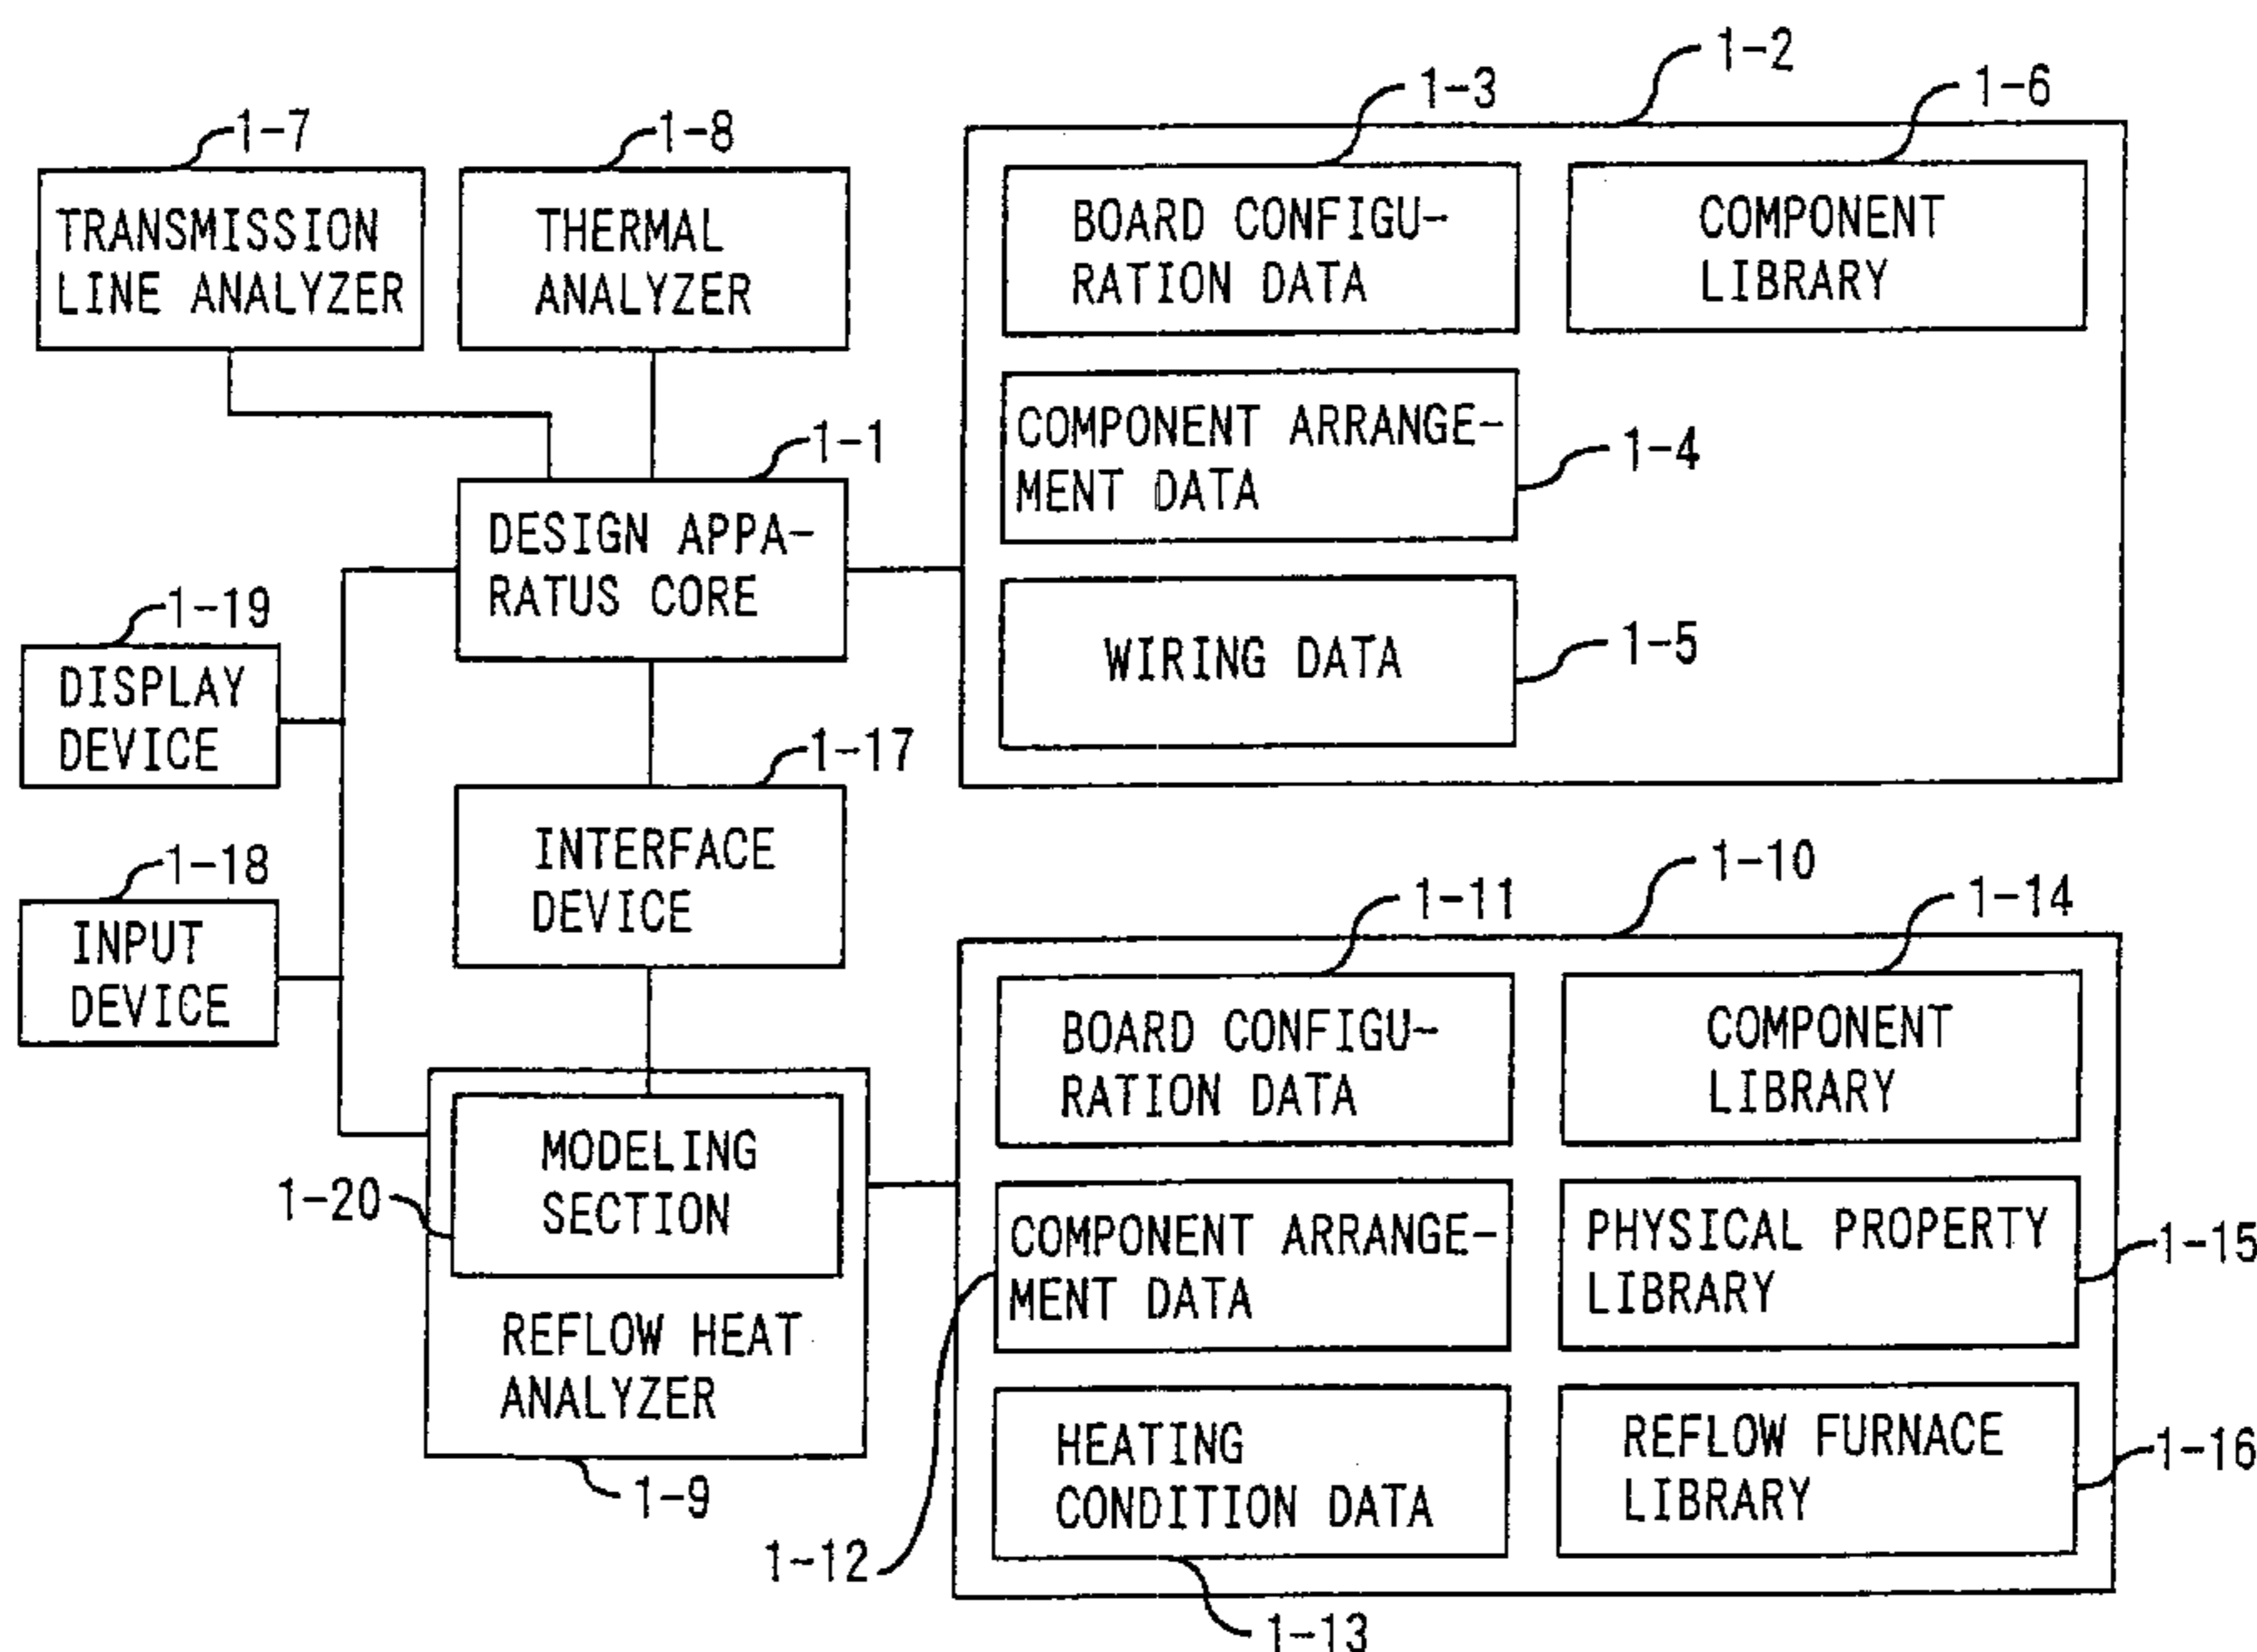 1-2
1-3
1-6
1-7
1-8
TRANSMISSION
LINE ANALYZER
THERMAL
ANALYZER
BOARD CONFIGU-
RATION DATA
COMPONENT
LIBRARY
1-1
COMPONENT ARRANGE-
MENT DATA
1-4
DESIGN APPA-
RATUS CORE
WIRING DATA
1-5
1-19
DISPLAY
DEVICE
1-17
INTERFACE
DEVICE
1-18
INPUT
DEVICE
1-10
1-11
1-14
BOARD CONFIGU-
RATION DATA
COMPONENT
LIBRARY
MODELING
SECTION
1-20
REFLOW HEAT
ANALYZER
1-9
COMPONENT ARRANGE-
MENT DATA
1-12
PHYSICAL PROPERTY
LIBRARY
1-15
HEATING
CONDITION DATA
1-13
REFLOW FURNACE
LIBRARY
1-16